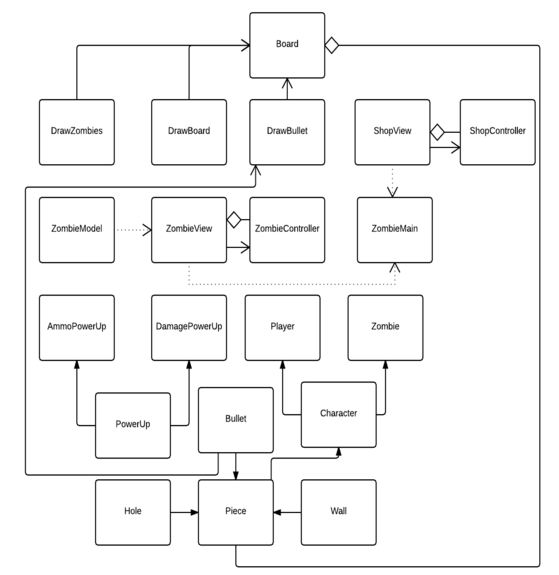 Board
DrawZombies
DrawBoard
DrawBullet
ShopView
ShopController
ZombieModel
ZombieView
ZombieController
ZombieMain
AmmoPowerUp
DamagePowerUp
Player
Zombie
PowerUp
Bullet
Character
Hole
Piece
Wall